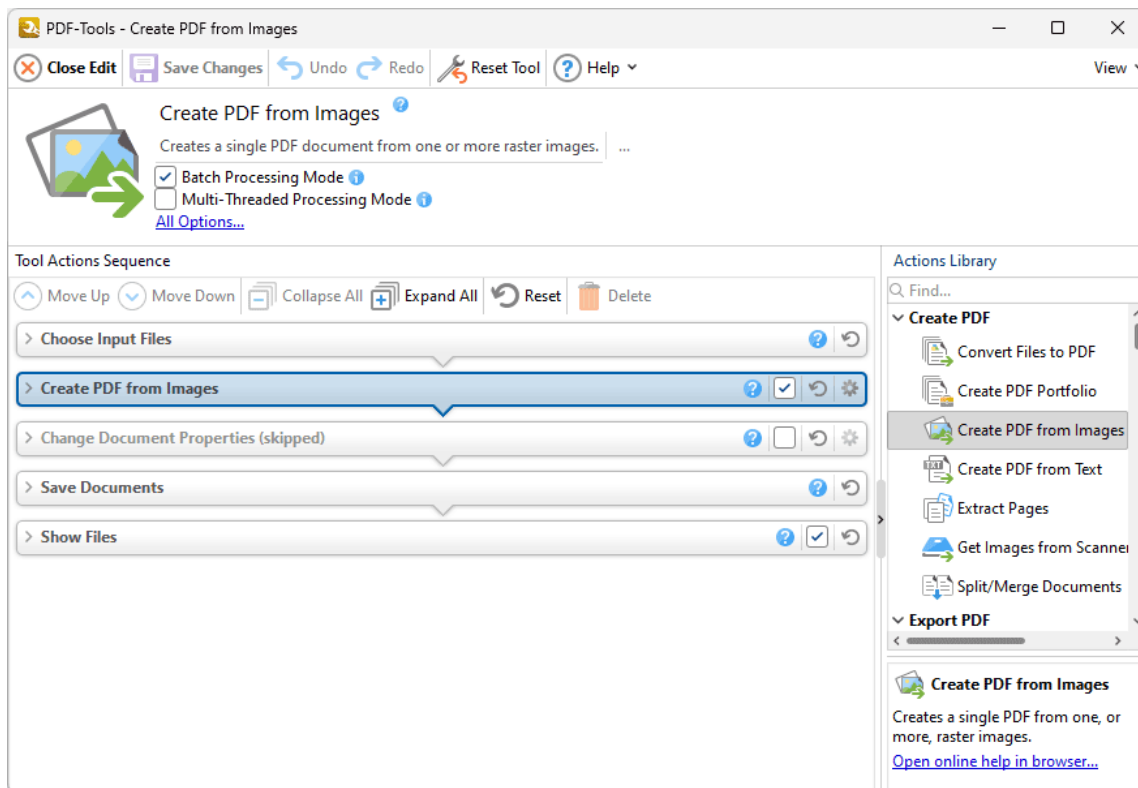 PDF-Tools - Create PDF from Images
Close Edit Save Changes Undo Redo Reset Tool ? Help View
Create PDF from Images ?
Creates a single PDF document from one or more raster images. ...
Batch Processing Mode i
Multi-Threaded Processing Mode i
All Options...
Tool Actions Sequence
Move Up Move Down Collapse All Expand All Reset Delete
Choose Input Files ?
Create PDF from Images ?
Change Document Properties (skipped) ?
Save Documents ?
Show Files ?
Actions Library
Find...
Create PDF
Convert Files to PDF
Create PDF Portfolio
Create PDF from Images
TXT Create PDF from Text
Extract Pages
Get Images from Scanner
Split/Merge Documents
Export PDF
Create PDF from Images
Creates a single PDF from one, or
more, raster images.
Open online help in browser...